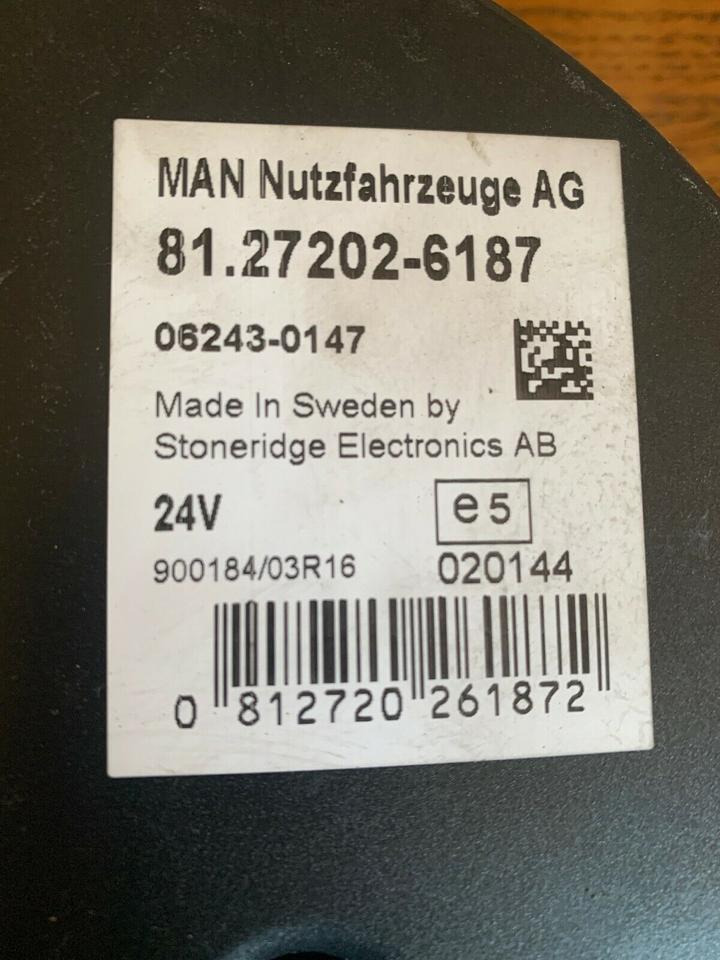 MAN Nutzfahrzeuge AG
81.27202-6187
06243-0147
Made In Sweden by
Stoneridge Electronics AB
24V
e5
900184/03R16
020144
0 812720 261872